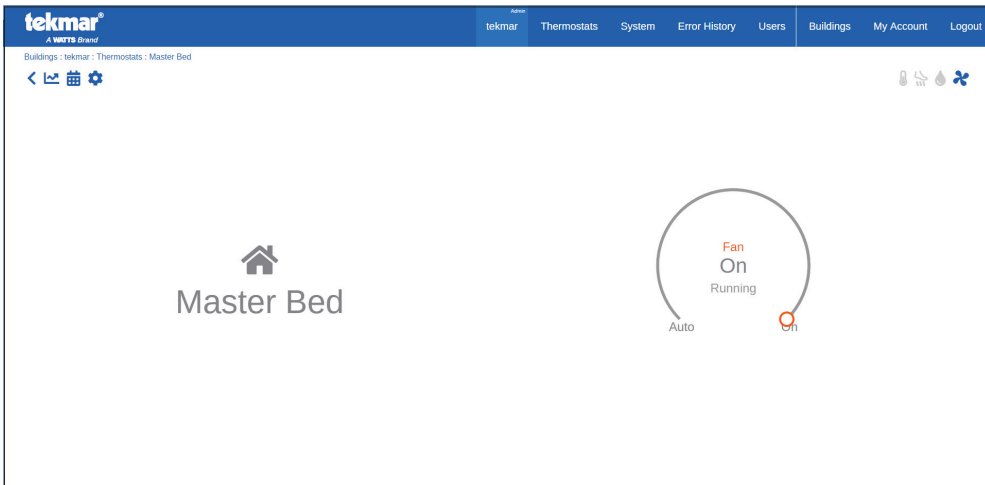 tekmar®
A WATTS Brand
Admin
tekmar Thermostats System Error History Users Buildings My Account Logout
Buildings : tekmar : Thermostats : Master Bed
Master Bed
Fan
On
Running
Auto On